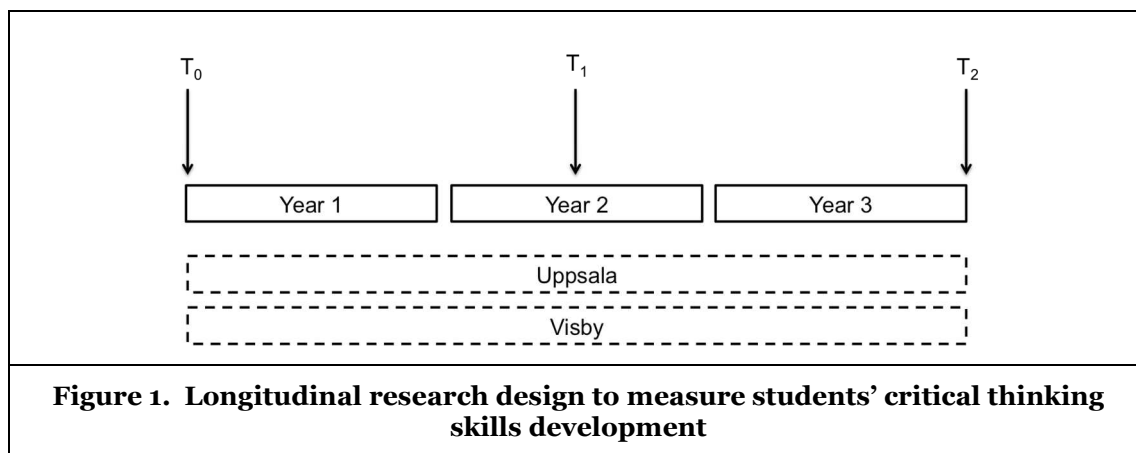 T₀ T₁ T₂
Year 1 Year 2 Year 3
Uppsala
Visby
Figure 1. Longitudinal research design to measure students’ critical thinking
skills development